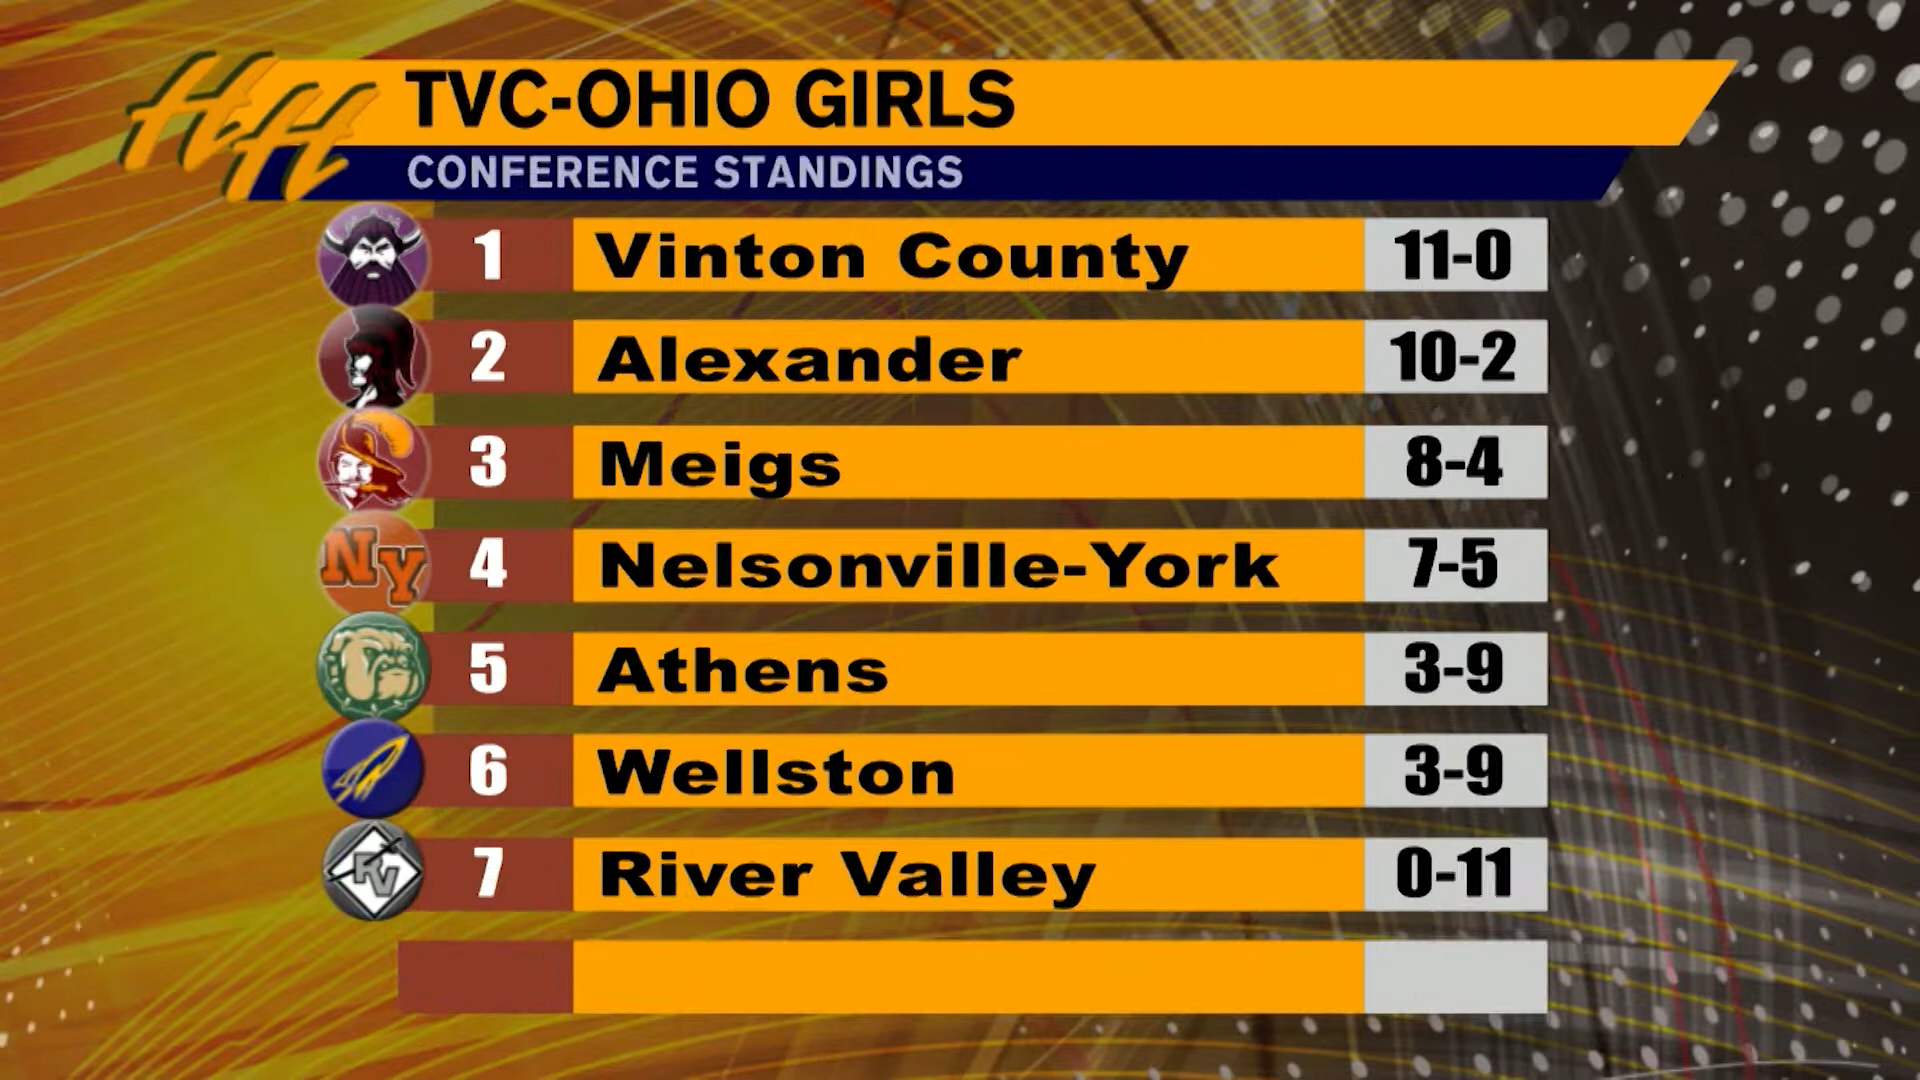 HH TVC-OHIO GIRLS
CONFERENCE STANDINGS
1 Vinton County 11-0
2 Alexander 10-2
3 Meigs 8-4
NY 4 Nelsonville-York 7-5
5 Athens 3-9
6 Wellston 3-9
RV 7 River Valley 0-11